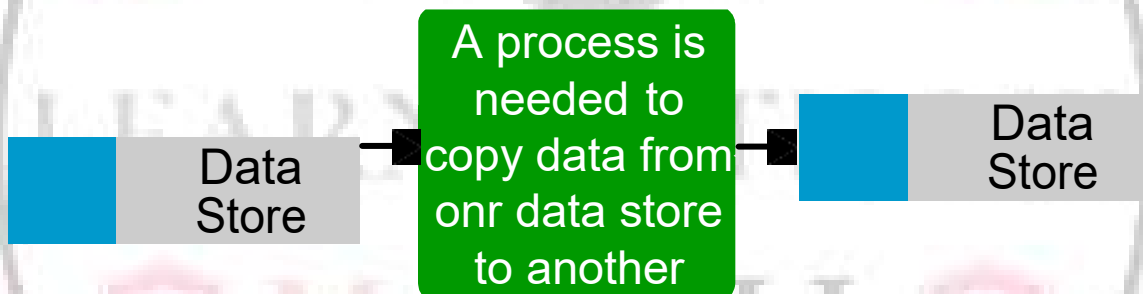 Data
Store
A process is
needed to
copy data from
onr data store
to another
Data
Store